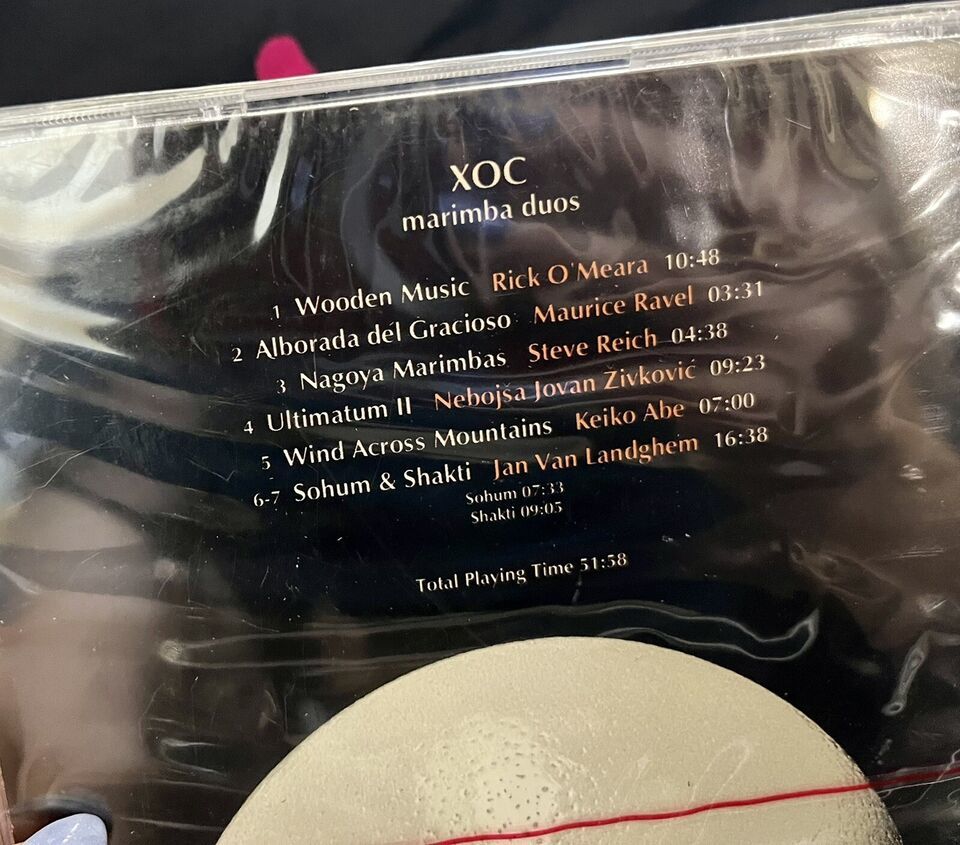 XOC
marimba duos
1 Wooden Music Rick O'Meara 10:48
2 Alborada del Gracioso Maurice Ravel 03:31
3 Nagoya Marimbas Steve Reich 04:38
4 Ultimatum II Nebojša Jovan Živković 09:23
5 Wind Across Mountains Keiko Abe 07:00
6-7 Sohum & Shakti Jan Van Landghem 16:38
Sohum 07:33
Shakti 09:05
Total Playing Time 51:58